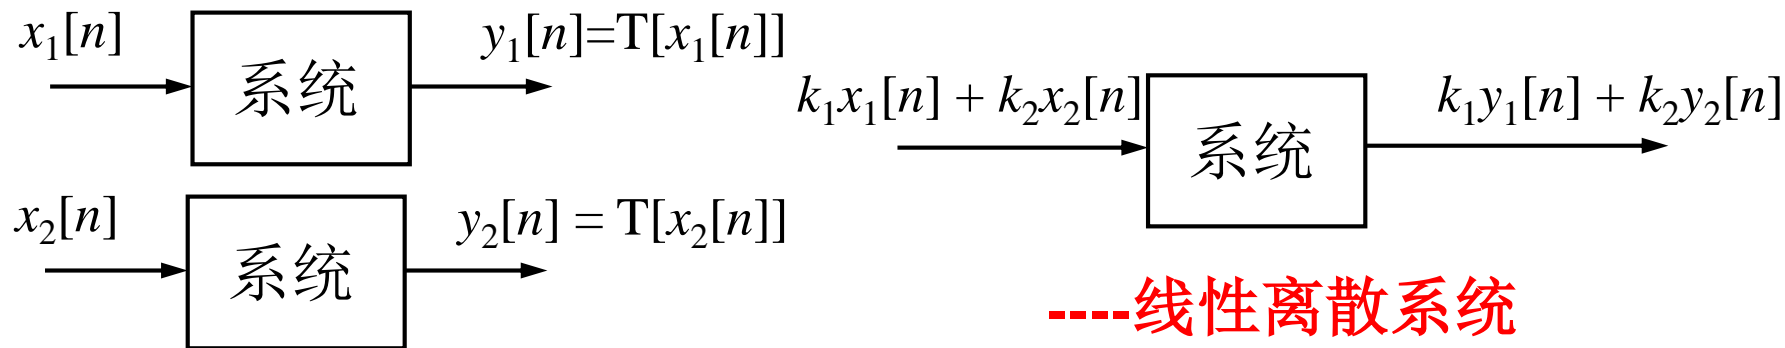 x₁[n]
系统
y₁[n]=T[x₁[n]]
x₂[n]
系统
y₂[n] = T[x₂[n]]
k₁x₁[n] + k₂x₂[n]
系统
k₁y₁[n] + k₂y₂[n]
----线性离散系统